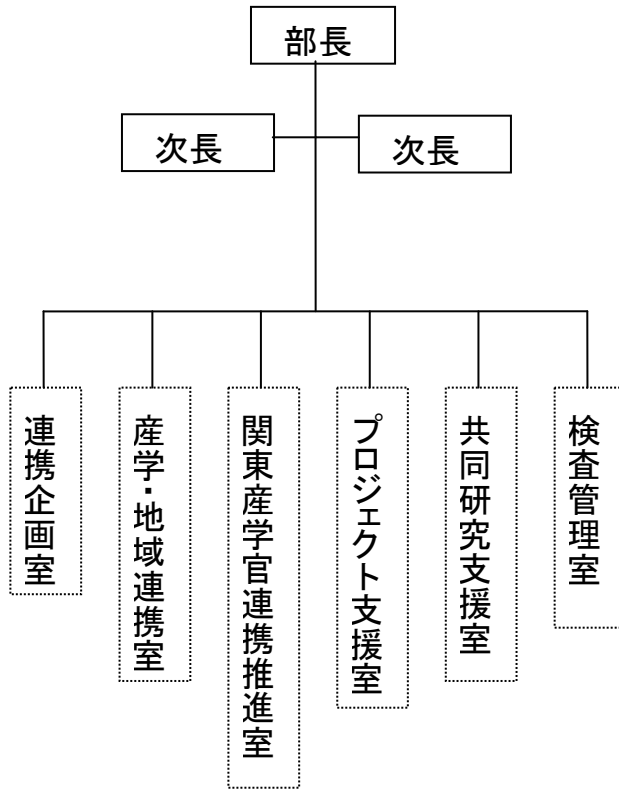 部長
次長
次長
連携企画室
産学・地域連携室
関東産学官連携推進室
プロジェクト支援室
共同研究支援室
検査管理室